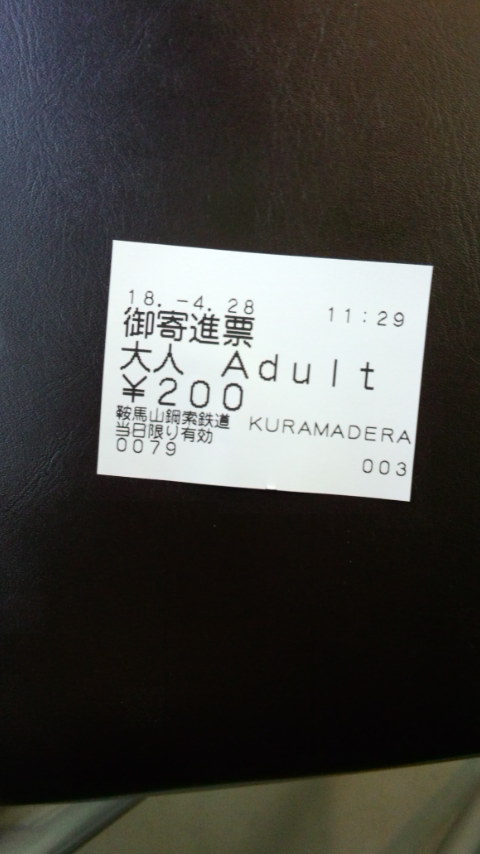 18.-4.28 11:29
御寄進票
大人 Adult
¥200
鞍馬山鋼索鉄道 KURAMADERA
当日限り有効
0079 003